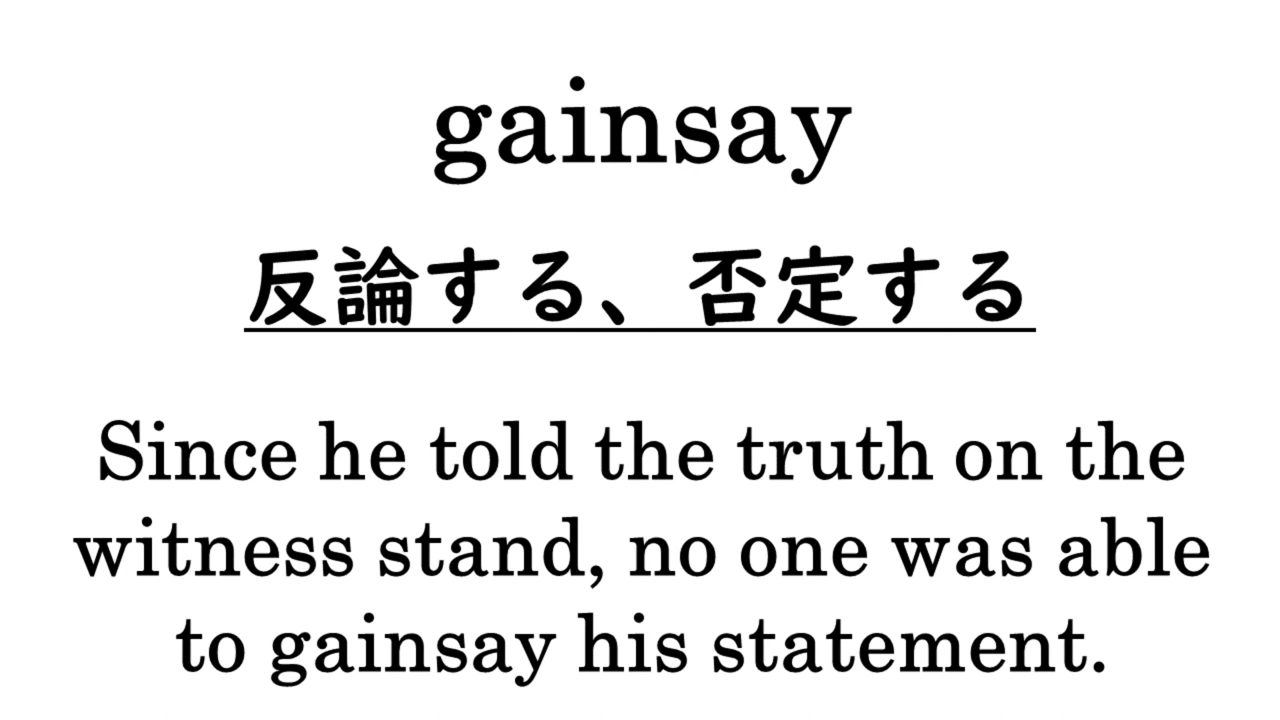 gainsay
反論する、否定する
Since he told the truth on the
witness stand, no one was able
to gainsay his statement.